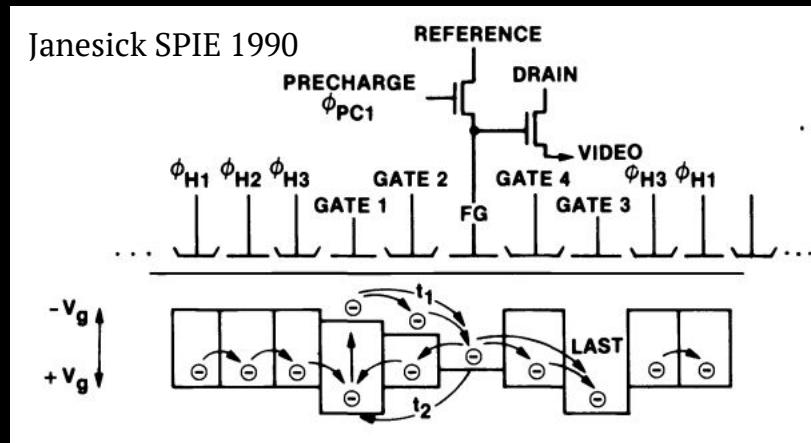 Janesick SPIE 1990
REFERENCE
PRECHARGE
ϕPC1
DRAIN
VIDEO
ϕH1 ϕH2 ϕH3
GATE 1
GATE 2
FG
GATE 4
GATE 3
ϕH3 ϕH1
-Vg
+Vg
t1
t2
LAST